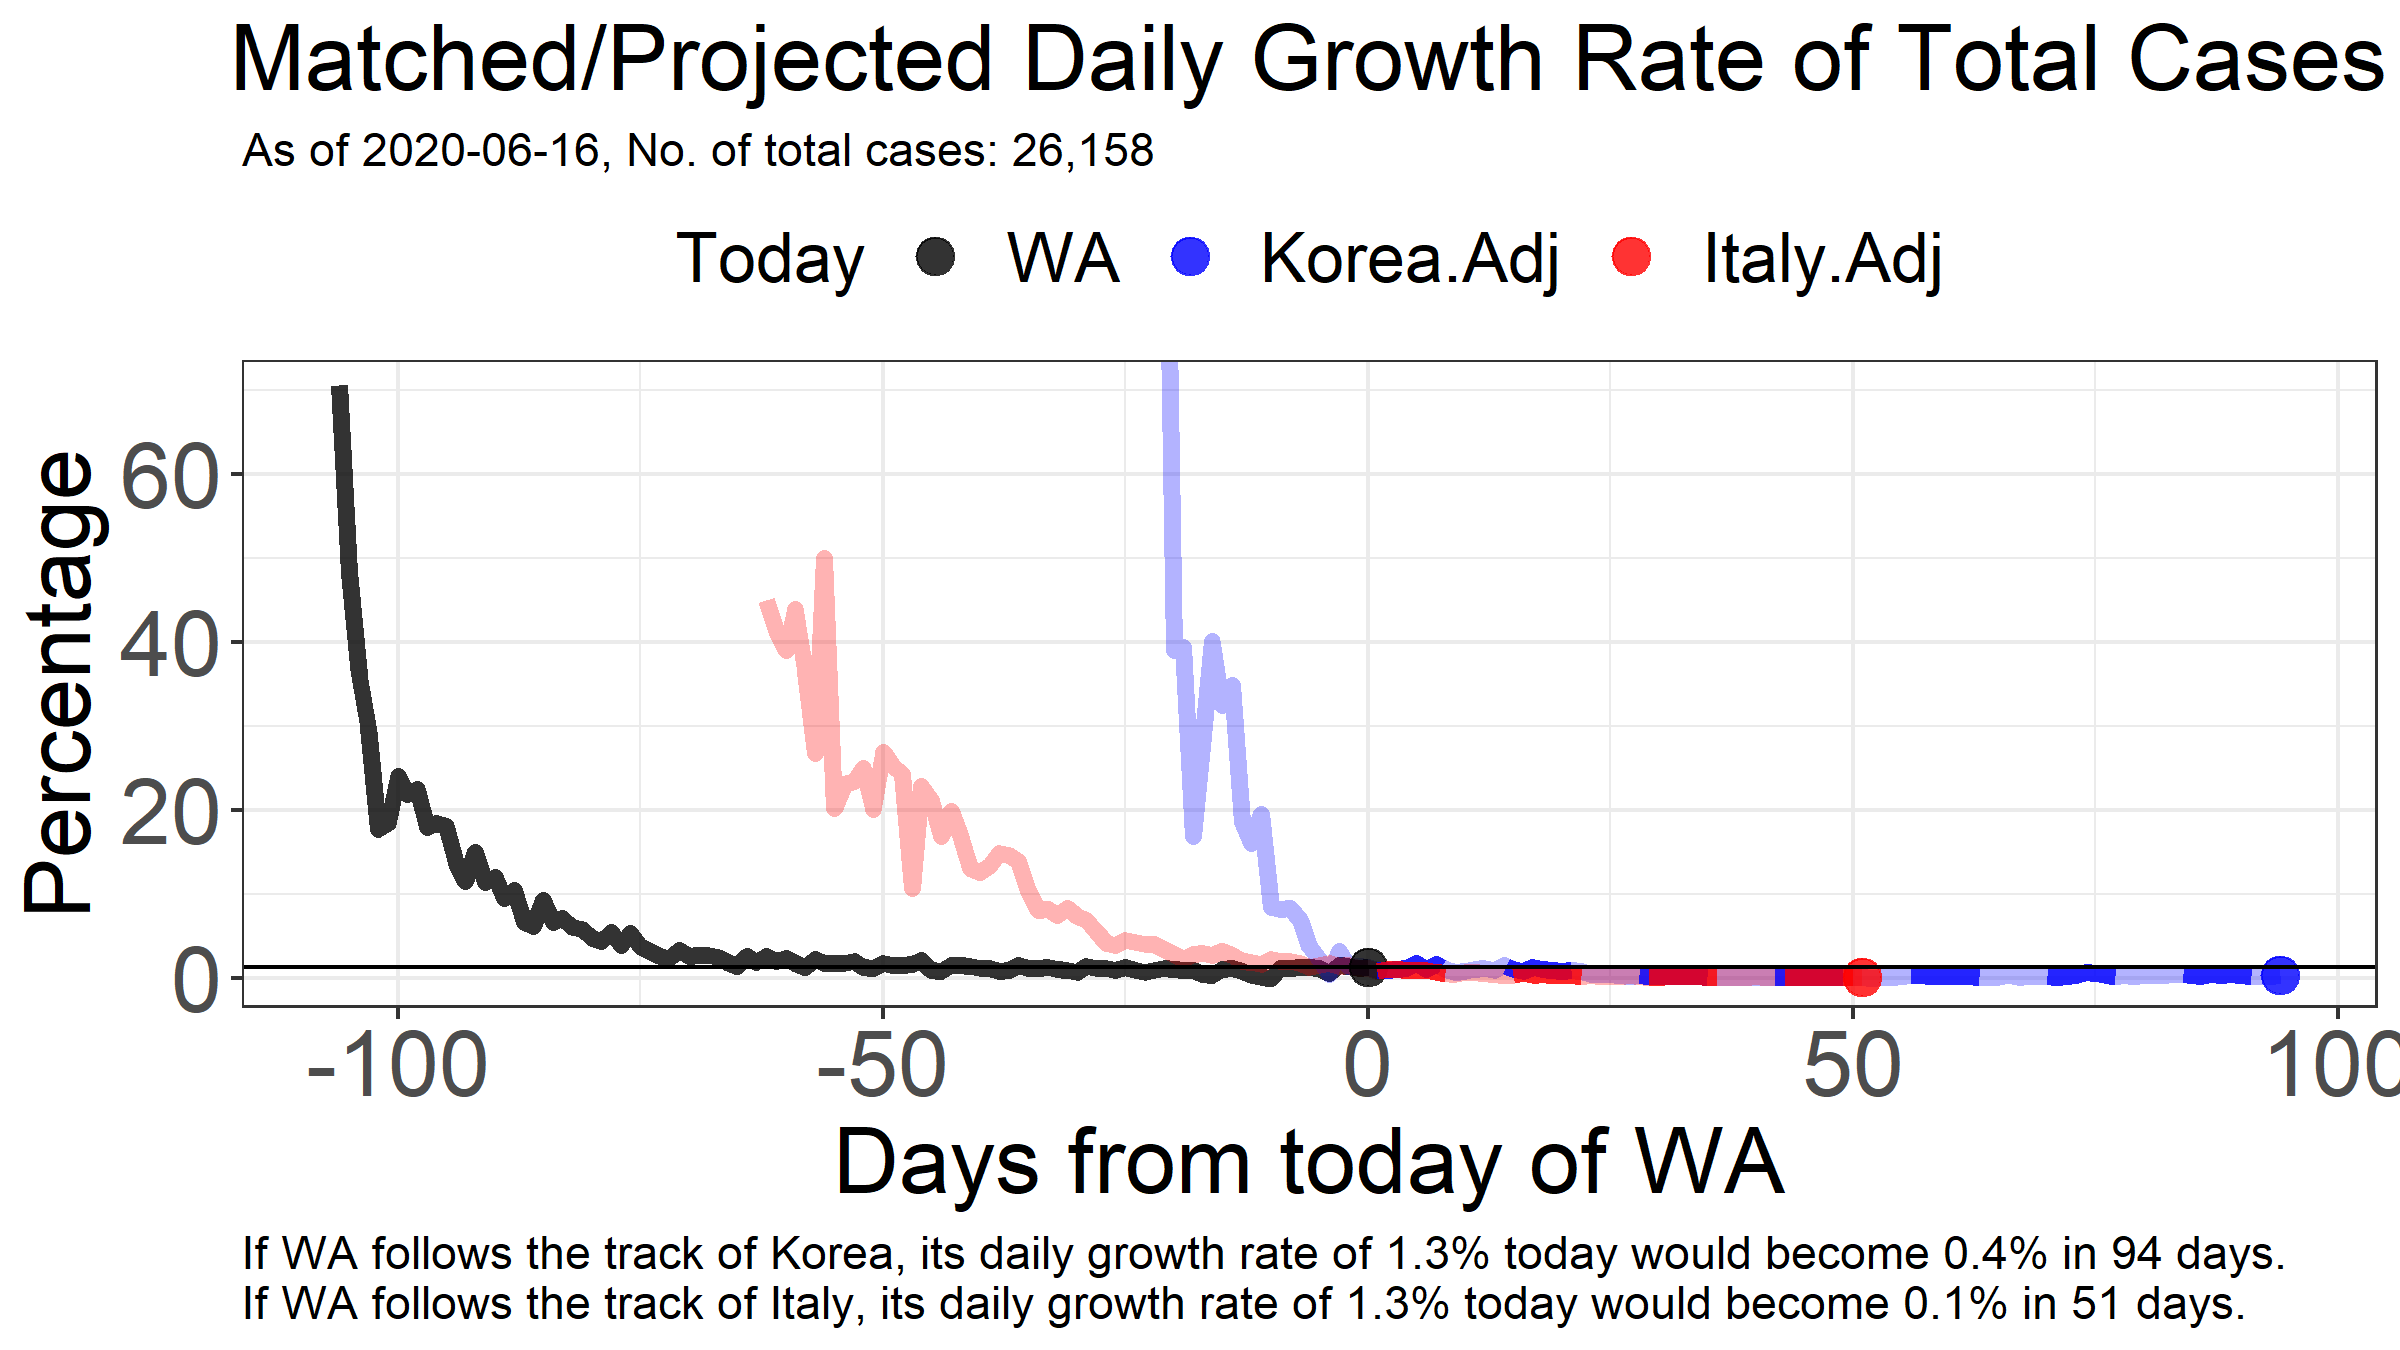 Matched/Projected Daily Growth Rate of Total Cases
As of 2020-06-16, No. of total cases: 26,158
Today WA Korea.Adj Italy.Adj
Percentage
60
40
20
0
-100 -50 0 50 100
Days from today of WA
If WA follows the track of Korea, its daily growth rate of 1.3% today would become 0.4% in 94 days.
If WA follows the track of Italy, its daily growth rate of 1.3% today would become 0.1% in 51 days.